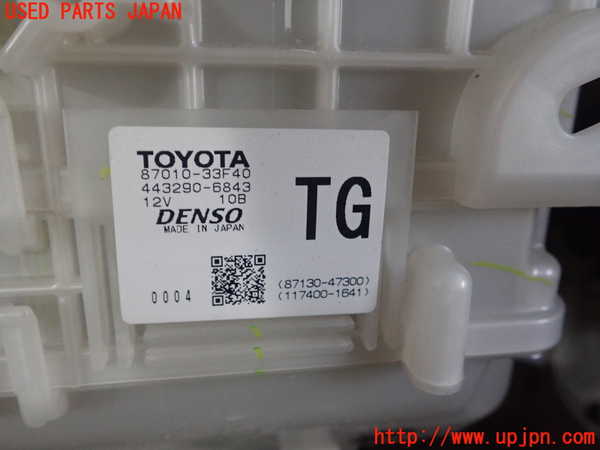 USED PARTS JAPAN
TOYOTA
87010-33F40
443290-6843
12V 10B
DENSO
MADE IN JAPAN
TG
0004
(87130-47300)
(117400-1641)
http://www.upjpn.com/